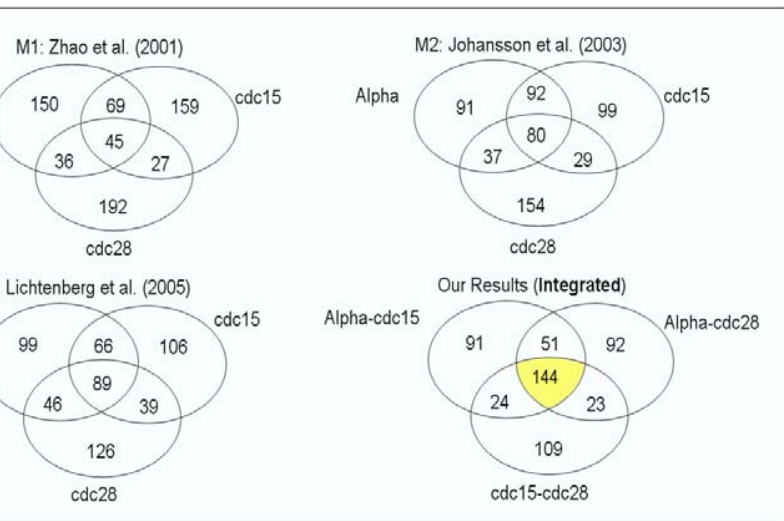 M1: Zhao et al. (2001)
150 69 159 cdc15
45
36 27
192
cdc28
M2: Johansson et al. (2003)
Alpha 91 92 99 cdc15
80
37 29
154
cdc28
Lichtenberg et al. (2005)
cdc15
99 66 106
89
46 39
126
cdc28
Our Results (Integrated)
Alpha-cdc15 Alpha-cdc28
91 51 92
144
24 23
109
cdc15-cdc28